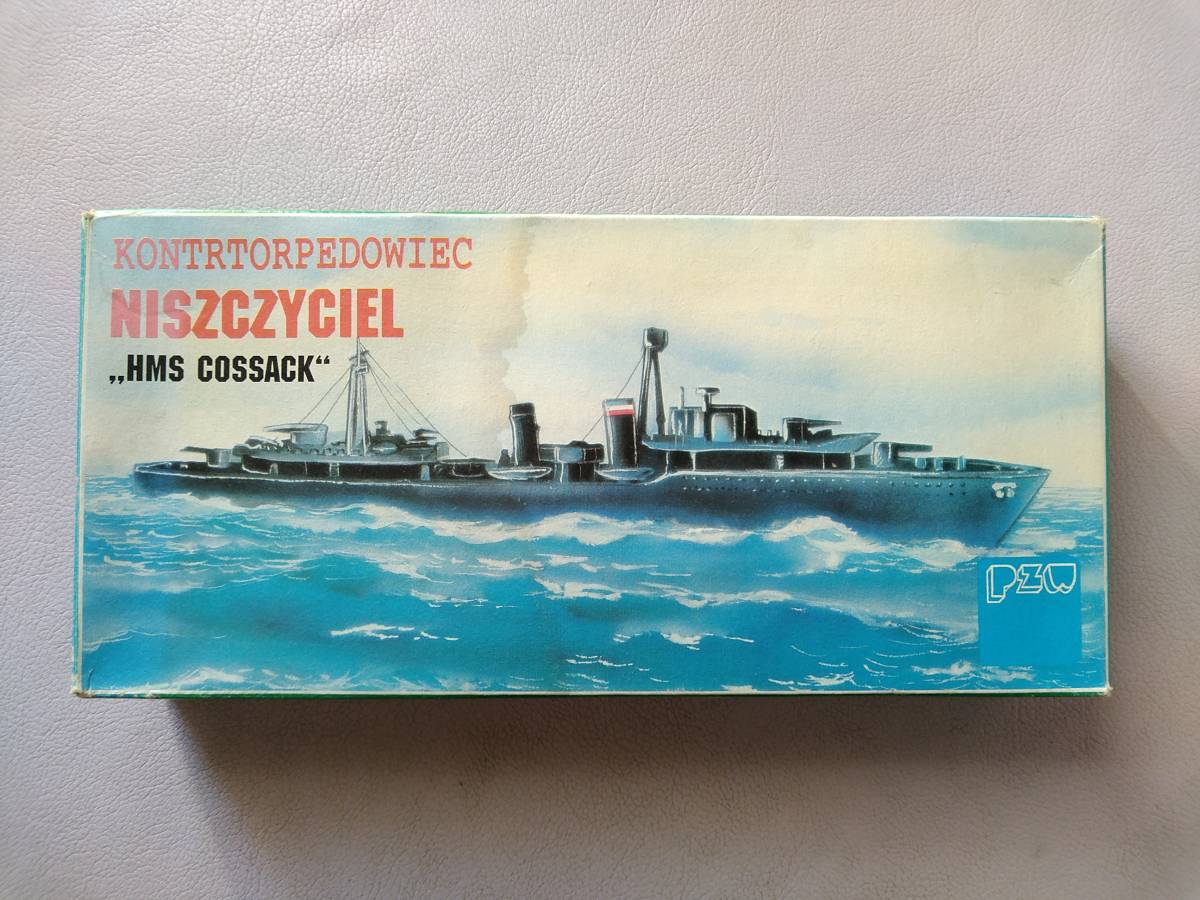 KONTRTORPEDOWIEC
NISZCZYCIEL
„HMS COSSACK“
PZW